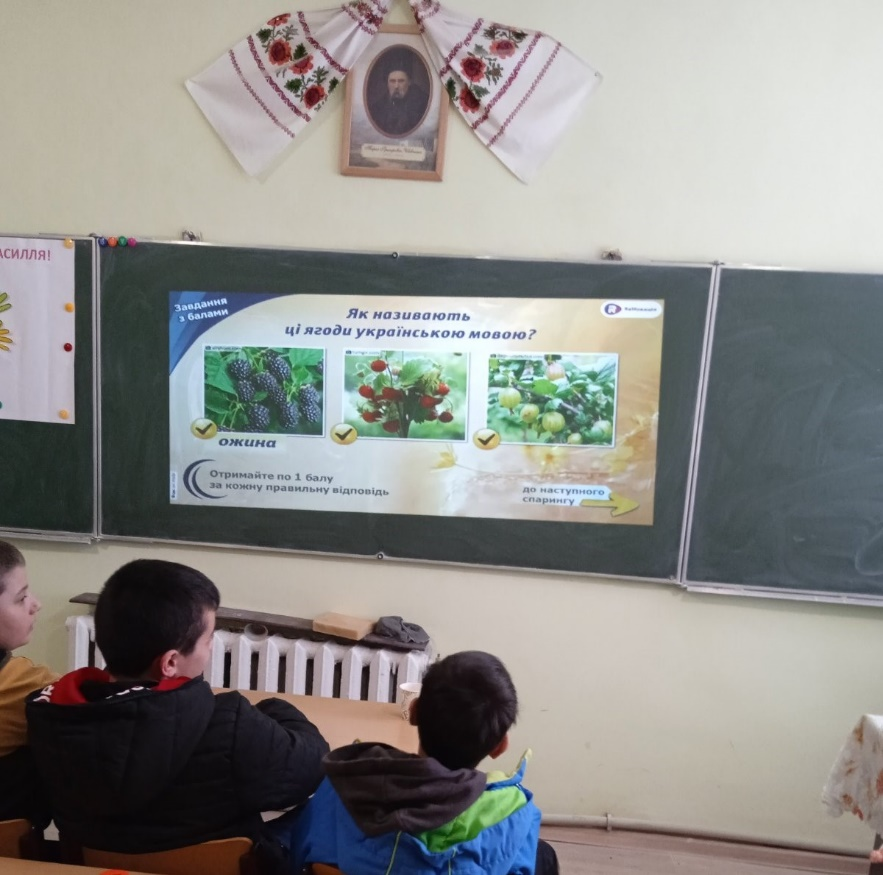 АСИЛЛЯ!
Завдання
з балами
Як називають
ці ягоди українською мовою?
ожина
Отримайте по 1 балу
за кожну правильну відповідь
до наступного
спарингу